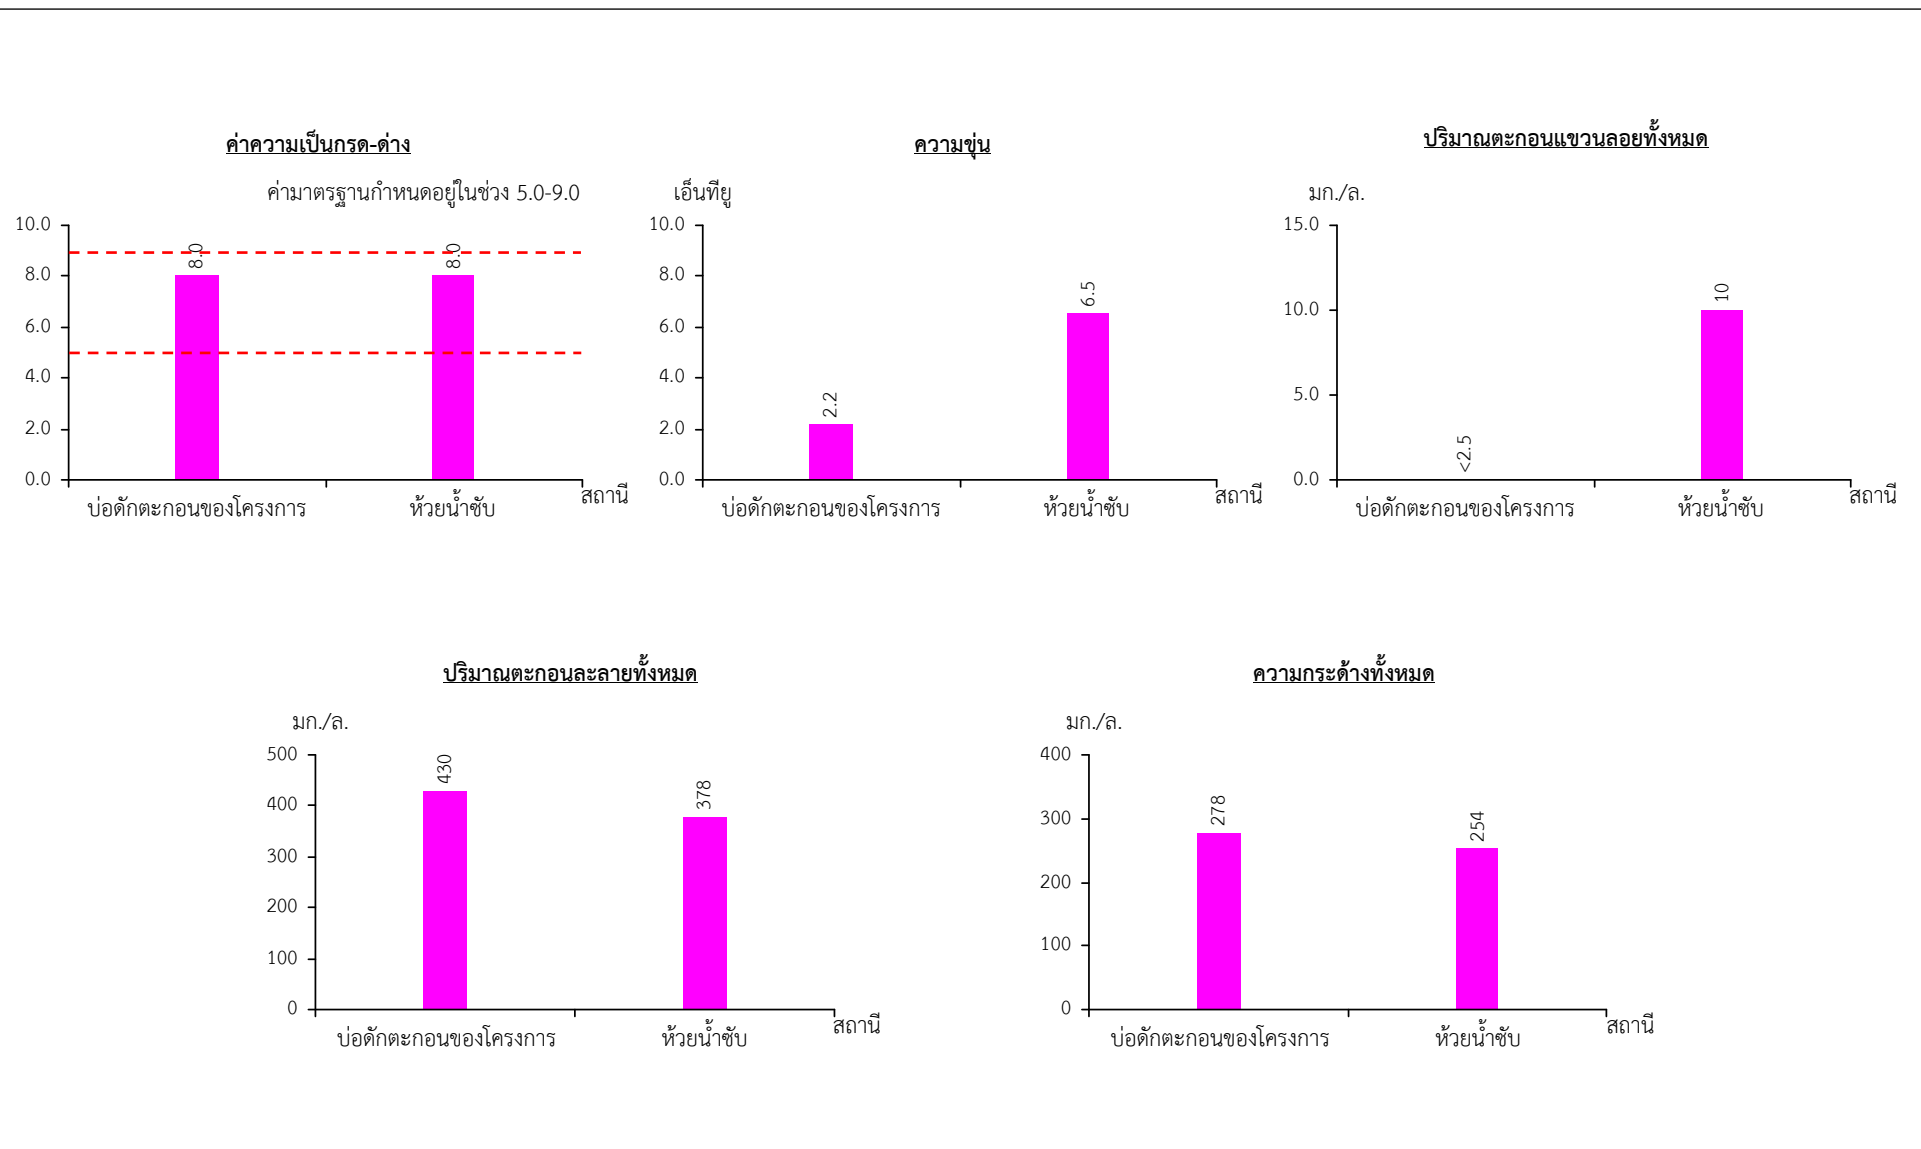 ค่าความเป็นกรด-ด่าง
ค่ามาตรฐานกำหนดอยู่ในช่วง 5.0-9.0
10.0
8.0
6.0
4.0
2.0
0.0
8.0
8.0
บ่อดักตะกอนของโครงการ
ห้วยน้ำซับ
สถานี
ความขุ่น
เอ็นทียู
10.0
8.0
6.0
4.0
2.0
0.0
2.2
6.5
บ่อดักตะกอนของโครงการ
ห้วยน้ำซับ
สถานี
ปริมาณตะกอนแขวนลอยทั้งหมด
มก./ล.
15.0
10.0
5.0
0.0
<2.5
10
บ่อดักตะกอนของโครงการ
ห้วยน้ำซับ
สถานี
ปริมาณตะกอนละลายทั้งหมด
มก./ล.
500
400
300
200
100
0
430
378
บ่อดักตะกอนของโครงการ
ห้วยน้ำซับ
สถานี
ความกระด้างทั้งหมด
มก./ล.
400
300
200
100
0
278
254
บ่อดักตะกอนของโครงการ
ห้วยน้ำซับ
สถานี